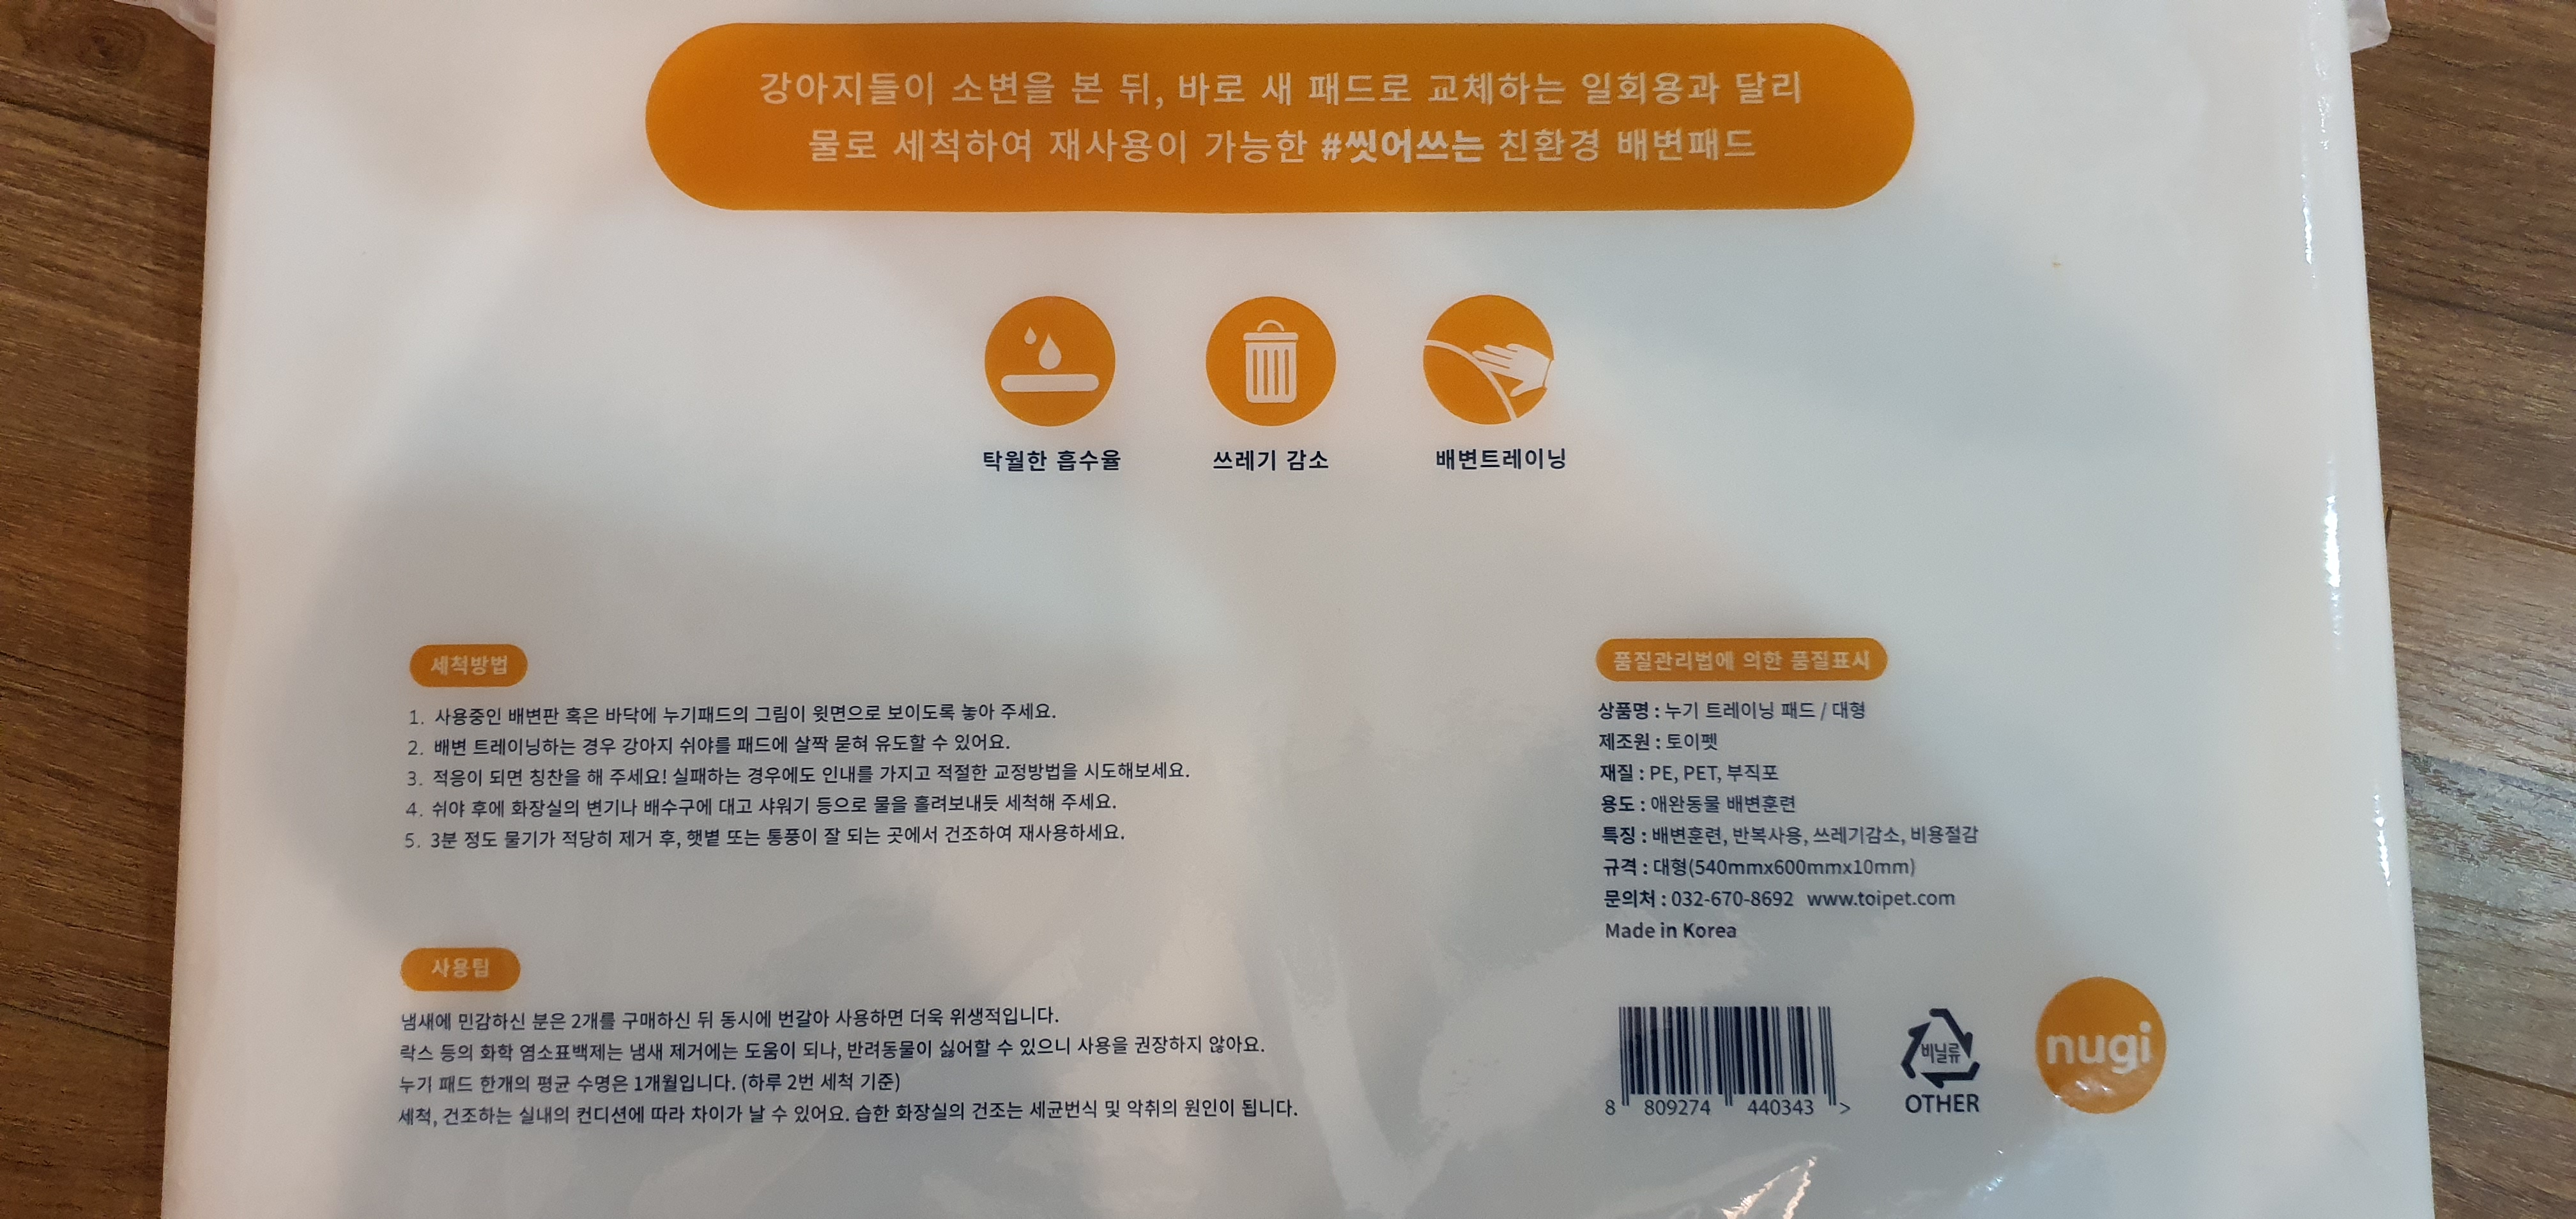 강아지들이 소변을 본 뒤, 바로 새 패드로 교체하는 일회용과 달리
물로 세척하여 재사용이 가능한 #씻어쓰는 친환경 배변패드
탁월한 흡수율
쓰레기 감소
배변트레이닝
세척방법
1. 사용중인 배변판 혹은 바닥에 누기패드의 그림이 윗면으로 보이도록 놓아 주세요.
2. 배변 트레이닝하는 경우 강아지 쉬야를 패드에 살짝 묻혀 유도할 수 있어요.
3. 적응이 되면 칭찬을 해 주세요! 실패하는 경우에도 인내를 가지고 적절한 교정방법을 시도해보세요.
4. 쉬야 후에 화장실의 변기나 배수구에 대고 샤워기 등으로 물을 흘려보내듯 세척해 주세요.
5. 3분 정도 물기가 적당히 제거 후, 햇볕 또는 통풍이 잘 되는 곳에서 건조하여 재사용하세요.
사용팁
냄새에 민감하신 분은 2개를 구매하신 뒤 동시에 번갈아 사용하면 더욱 위생적입니다.
락스 등의 화학 염소표백제는 냄새 제거에는 도움이 되나, 반려동물이 싫어할 수 있으니 사용을 권장하지 않아요.
누기 패드 한개의 평균 수명은 1개월입니다. (하루 2번 세척 기준)
세척, 건조하는 실내의 컨디션에 따라 차이가 날 수 있어요. 습한 화장실의 건조는 세균번식 및 악취의 원인이 됩니다.
품질관리법에 의한 품질표시
상품명 : 누기 트레이닝 패드 / 대형
제조원 : 토이펫
재질 : PE, PET, 부직포
용도 : 애완동물 배변훈련
특징 : 배변훈련, 반복사용, 쓰레기감소, 비용절감
규격 : 대형(540mmx600mmx10mm)
문의처 : 032-670-8692 www.toipet.com
Made in Korea
8 809274 440343 >
비닐류
OTHER
nugi